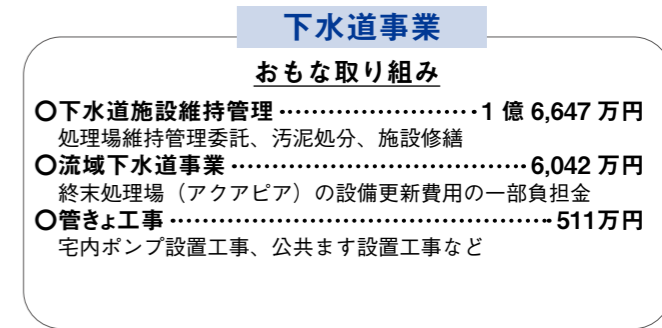 下水道事業
おもな取り組み
〇下水道施設維持管理……………………‥1 億 6,647 万円
処理場維持管理委託、汚泥処分、施設修繕
〇流域下水道事業………………………………‥6,042 万円
終末処理場（アクアピア）の設備更新費用の一部負担金
〇管きょ工事………………………………………‥511万円
宅内ポンプ設置工事、公共ます設置工事など